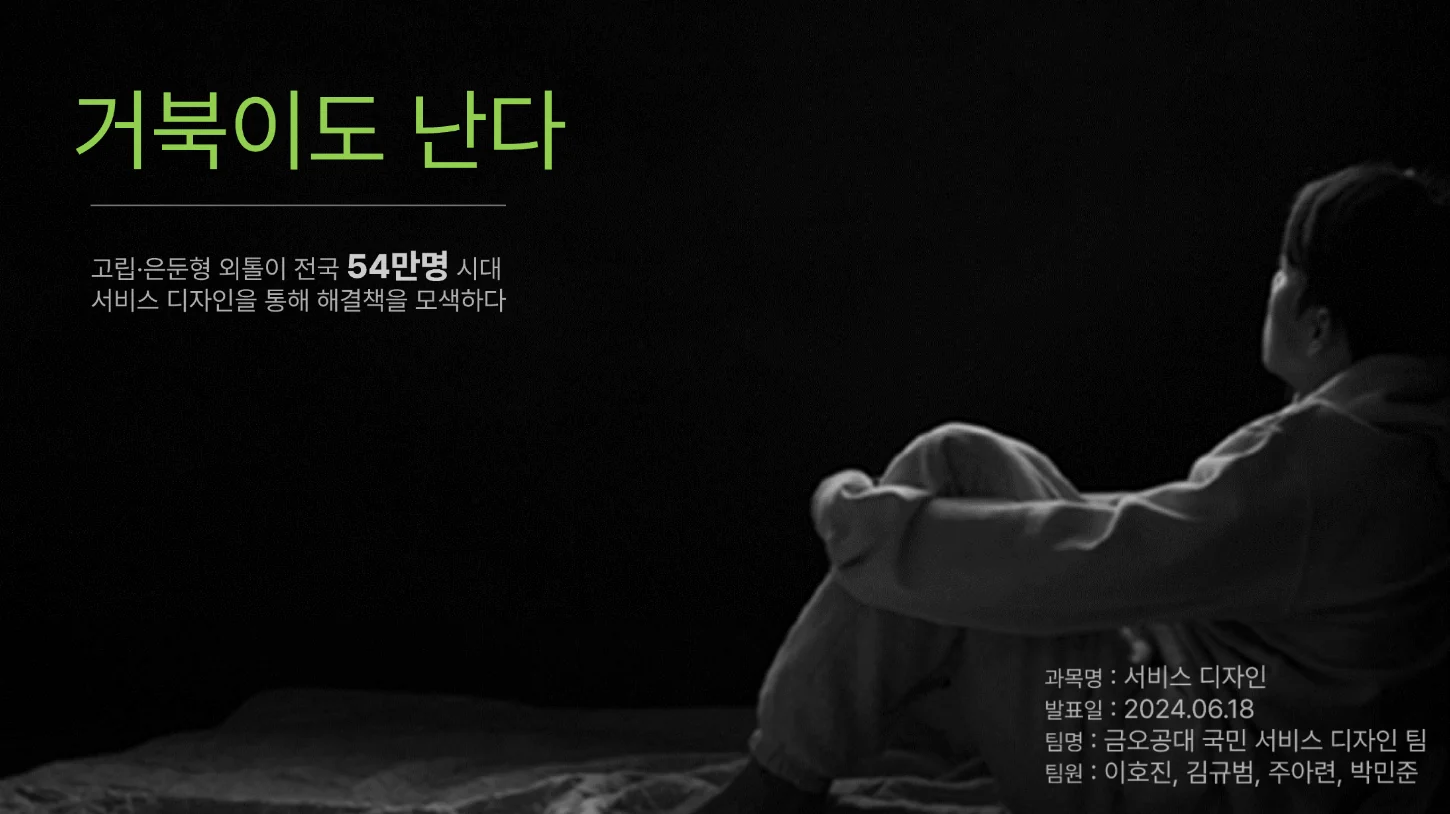 거북이도 난다
고립·은둔형 외톨이 전국 54만명 시대
서비스 디자인을 통해 해결책을 모색하다
과목명 : 서비스 디자인
발표일 : 2024.06.18
팀명 : 금오공대 국민 서비스 디자인 팀
팀원 : 이호진, 김규범, 주아련, 박민준